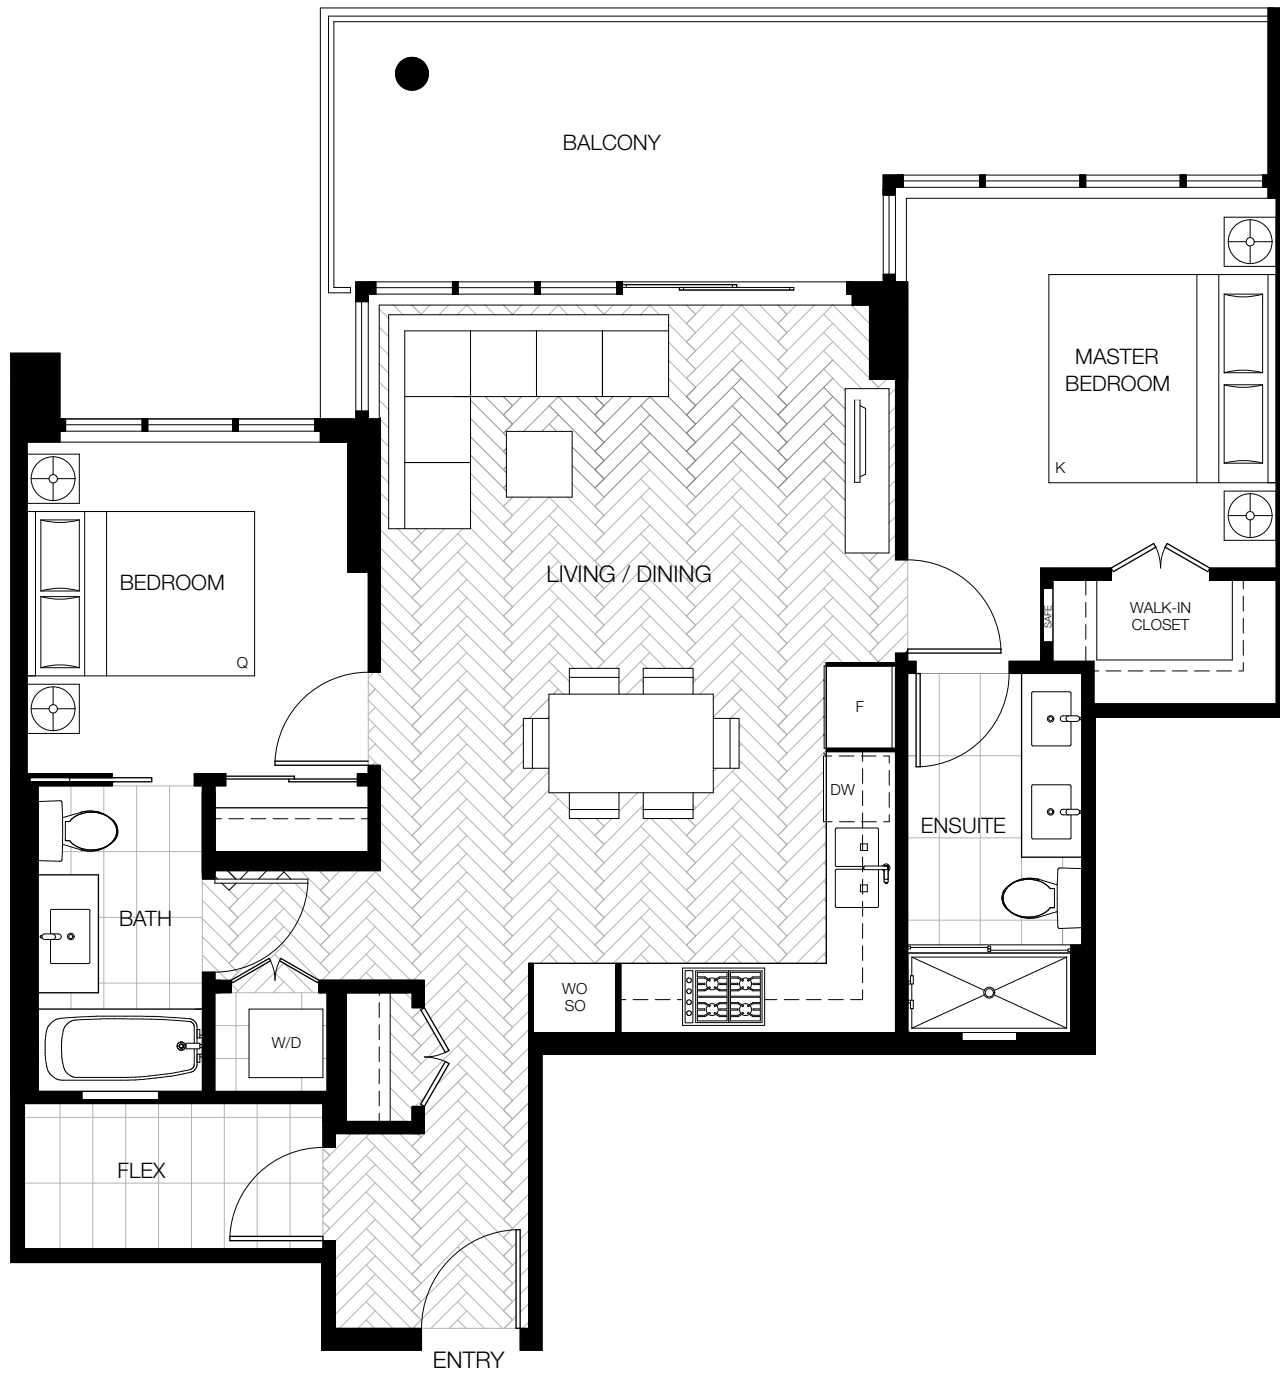 BALCONY
MASTER
BEDROOM
K
LIVING / DINING
BEDROOM
Q
SAFE
WALK-IN
CLOSET
F
DW
ENSUITE
BATH
WO
SO
W/D
FLEX
ENTRY